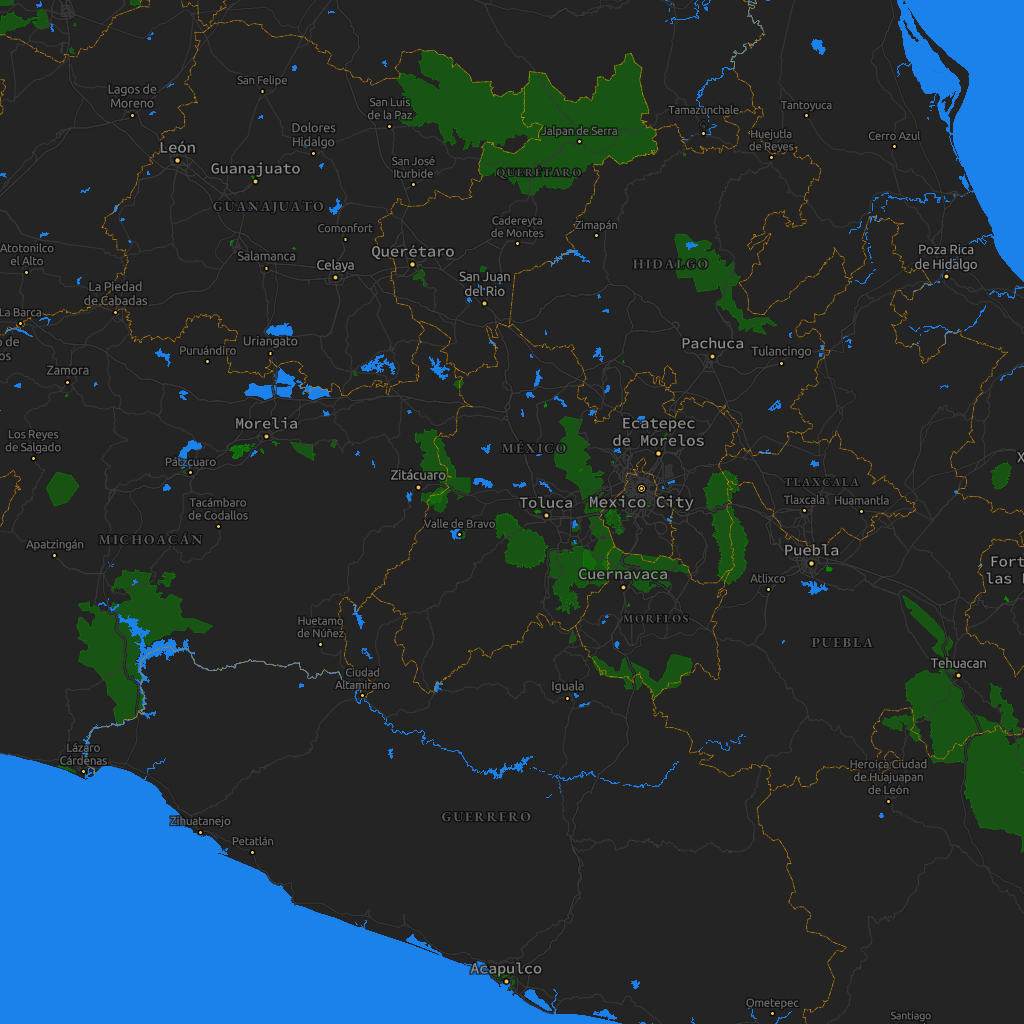 San Felipe
Lagos de
Moreno
San Luis
de la Paz
Tamazunchale
Tantoyuca
Dolores
Hidalgo
Jalpan de Serra
Huejutla
de Reyes
Cerro Azul
León
Guanajuato
San José
Iturbide
QUERÉTARO
GUANAJUATO
Comonfort
Cadereyta
de Montes
Zimapán
Atotonilco
el Alto
Salamanca
Celaya
Querétaro
San Juan
del Rio
HIDALGO
Poza Rica
de Hidalgo
La Piedad
de Cabadas
La Barca
o de
os
Puruándiro
Uriangato
Pachuca
Tulancingo
Zamora
Morelia
Ecatepec
de Morelos
Los Reyes
de Salgado
Pátzcuaro
MÉXICO
X
Zitácuaro
TLAXCALA
Tacámbaro
de Codallos
Toluca
Mexico City
Tlaxcala
Huamantla
Valle de Bravo
MICHOACÁN
Apatzingán
Puebla
Fort
las
Cuernavaca
Atlixco
Huetamo
de Núñez
MORELOS
PUEBLA
Tehuacan
Ciudad
Altamirano
Iguala
Lázaro
Cárdenas
Heroica Ciudad
de Huajuapan
de León
Zihuatanejo
GUERRERO
Petatlán
Acapulco
Ometepec
Santiago